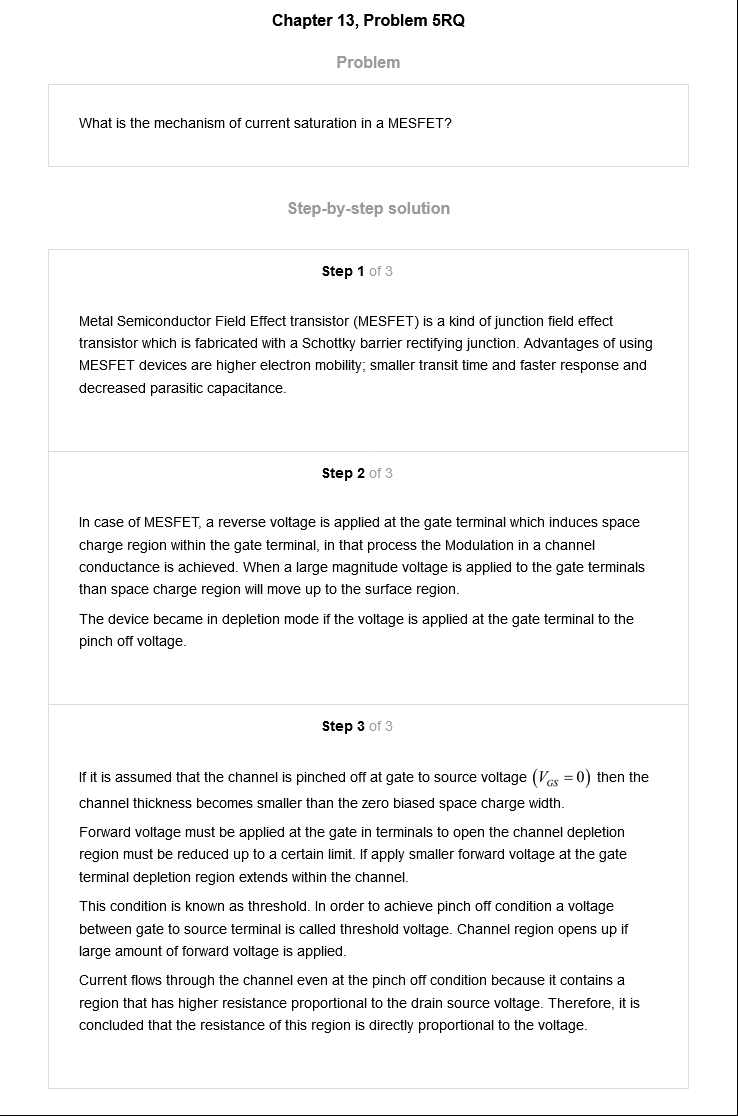 Chapter 13, Problem 5RQ
Problem
What is the mechanism of current saturation in a MESFET?
Step-by-step solution
Step 1 of 3
Metal Semiconductor Field Effect transistor (MESFET) is a kind of junction field effect
transistor which is fabricated with a Schottky barrier rectifying junction. Advantages of using
MESFET devices are higher electron mobility; smaller transit time and faster response and
decreased parasitic capacitance.
Step 2 of 3
In case of MESFET, a reverse voltage is applied at the gate terminal which induces space
charge region within the gate terminal, in that process the Modulation in a channel
conductance is achieved. When a large magnitude voltage is applied to the gate terminals
than space charge region will move up to the surface region.
The device became in depletion mode if the voltage is applied at the gate terminal to the
pinch off voltage.
Step 3 of 3
If it is assumed that the channel is pinched off at gate to source voltage (V_GS = 0) then the
channel thickness becomes smaller than the zero biased space charge width.
Forward voltage must be applied at the gate in terminals to open the channel depletion
region must be reduced up to a certain limit. If apply smaller forward voltage at the gate
terminal depletion region extends within the channel.
This condition is known as threshold. In order to achieve pinch off condition a voltage
between gate to source terminal is called threshold voltage. Channel region opens up if
large amount of forward voltage is applied.
Current flows through the channel even at the pinch off condition because it contains a
region that has higher resistance proportional to the drain source voltage. Therefore, it is
concluded that the resistance of this region is directly proportional to the voltage.